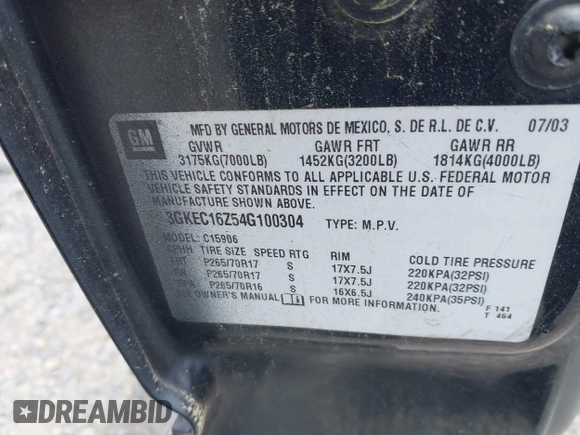 GM
MFD BY GENERAL MOTORS DE MEXICO, S. DE R.L. DE C.V. 07/03
GVWR GAWR FRT GAWR RR
3175KG(7000LB) 1452KG(3200LB) 1814KG(4000LB)
THIS VEHICLE CONFORMS TO ALL APPLICABLE U.S. FEDERAL MOTOR
VEHICLE SAFETY STANDARDS IN EFFECT ON THE DATE OF
MANUFACTURE SHOWN ABOVE.
3GKEC16Z54G100304 TYPE: M.P.V.
MODEL: C15906
TIRE SIZE SPEED RTG RIM COLD TIRE PRESSURE
FRT P265/70R17 S 17X7.5J 220KPA(32PSI)
RR P265/70R17 S 17X7.5J 220KPA(32PSI)
SPA P265/70R16 S 16X6.5J 240KPA(35PSI)
SEE OWNER'S MANUAL FOR MORE INFORMATION.
F 141
T 464
DREAMBID